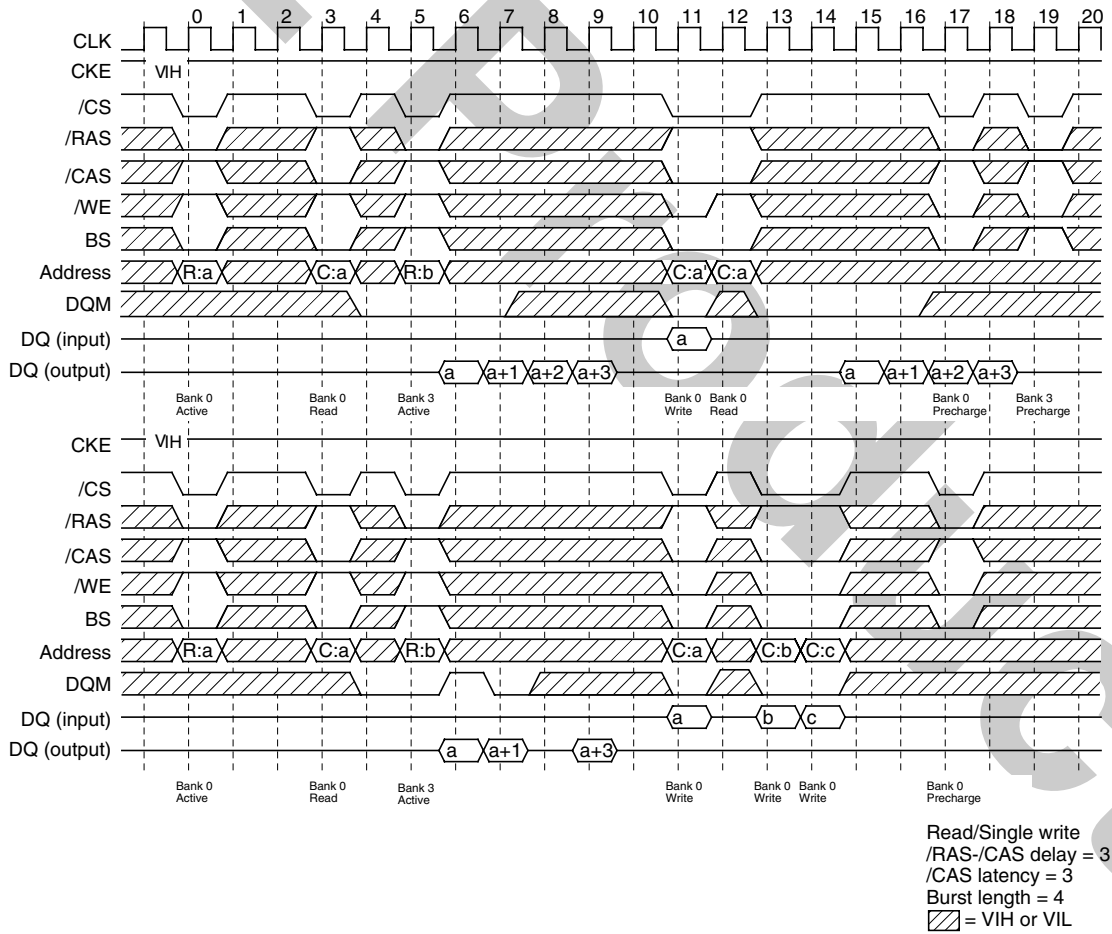 0 1 2 3 4 5 6 7 8 9 10 11 12 13 14 15 16 17 18 19 20
CLK
CKE VIH
/CS
/RAS
/CAS
/WE
BS
Address R:a C:a R:b C:a' C:a
DQM
DQ (input) a
DQ (output) a a+1 a+2 a+3 a a+1 a+2 a+3
Bank 0 Active Bank 0 Read Bank 3 Active Bank 0 Write Bank 0 Read Bank 0 Precharge Bank 3 Precharge
CKE VIH
/CS
/RAS
/CAS
/WE
BS
Address R:a C:a R:b C:a C:b C:c
DQM
DQ (input) a b c
DQ (output) a a+1 a+3
Bank 0 Active Bank 0 Read Bank 3 Active Bank 0 Write Bank 0 Write Bank 0 Write Bank 0 Precharge
Read/Single write
/RAS-/CAS delay = 3
/CAS latency = 3
Burst length = 4
= VIH or VIL